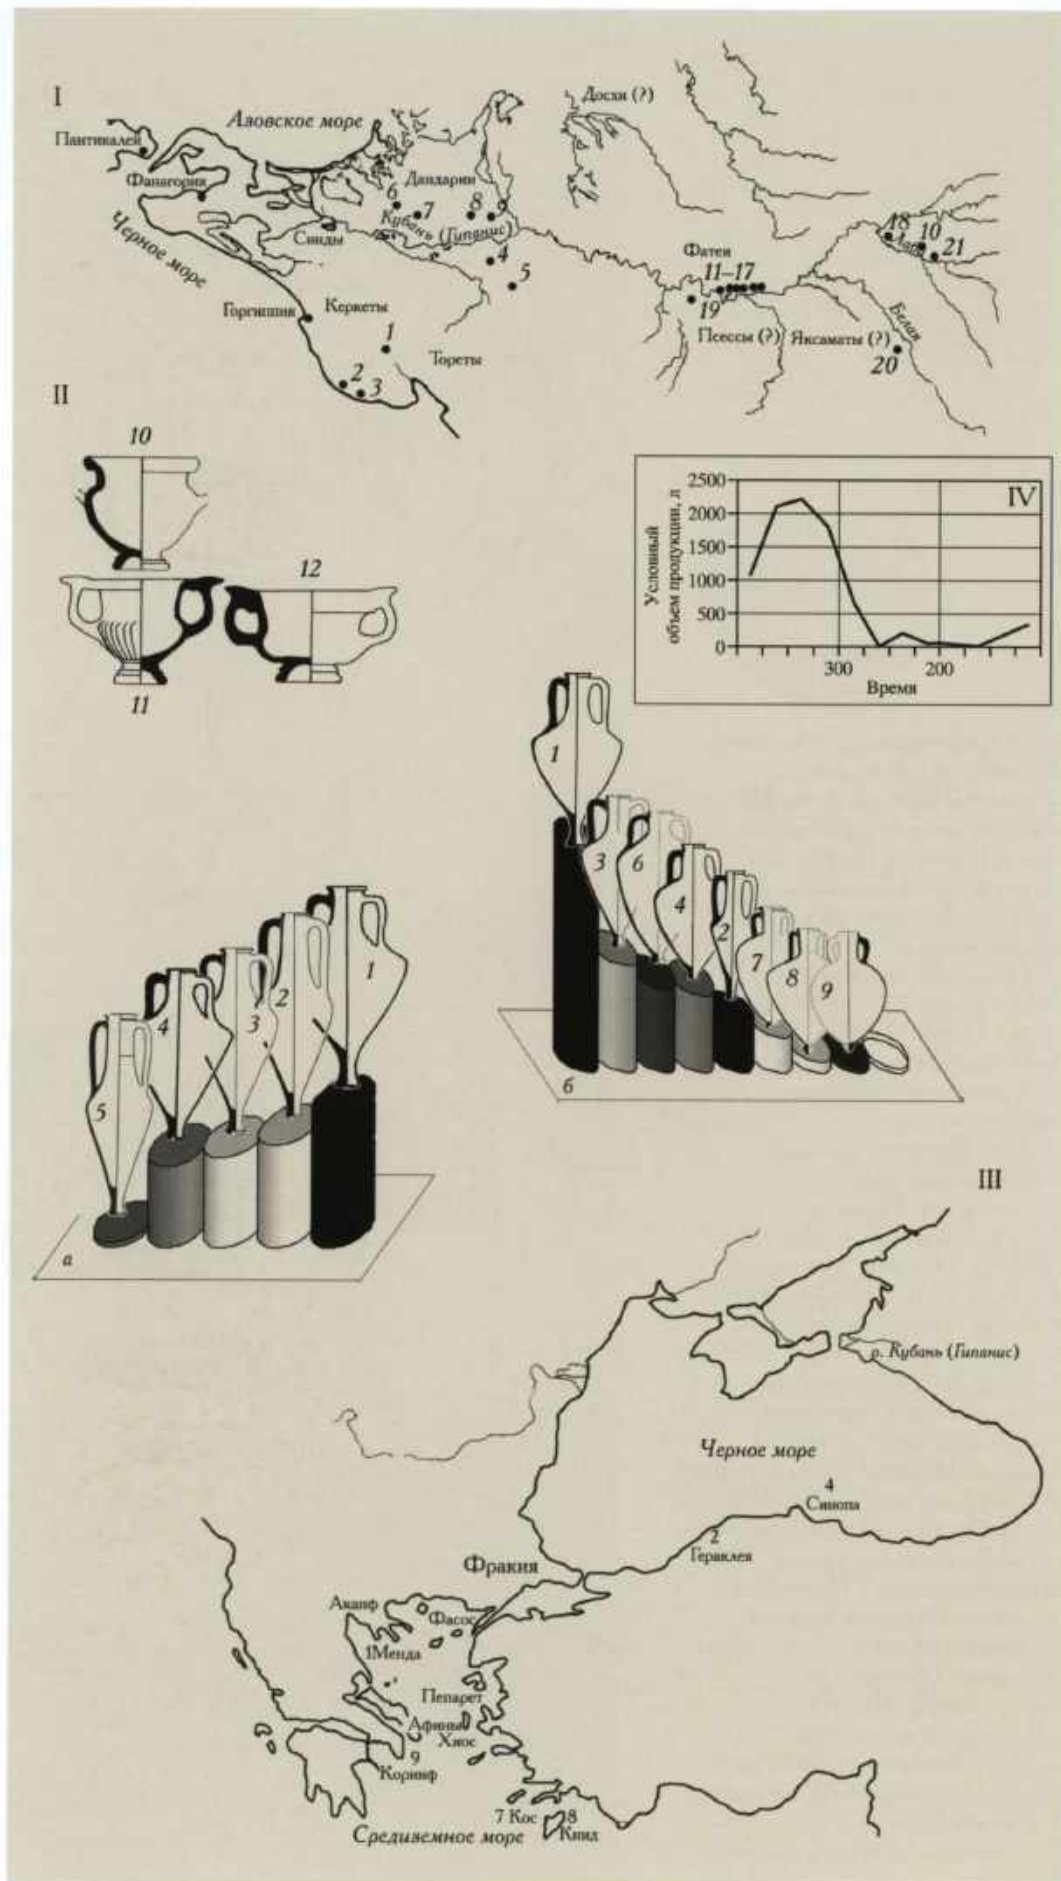 I
Азовское море
Досхи (?)
Пантикапей
Дандарии
Фанагория
6
7
8
9
18
10
21
Кубань (Гипанис)
Черное море
Синды
4
Фатеи
11–17
5
Горгиппия
Керкеты
19
Белая
1
Псессы (?)
Яксаматы (?)
Тореты
20
2
3
II
10
12
11
IV
Условный
объем продукции, л
2500
2000
1500
1000
500
0
300
200
Время
1
3
6
4
2
7
8
9
б
1
2
3
4
5
а
III
р. Кубань (Гипанис)
Черное море
4
Синопа
2
Гераклея
Фракия
Аканф
Фасос
1 Менда
Пепарет
Афины
Хиос
9
Коринф
7 Кос
8
Книд
Средиземное море